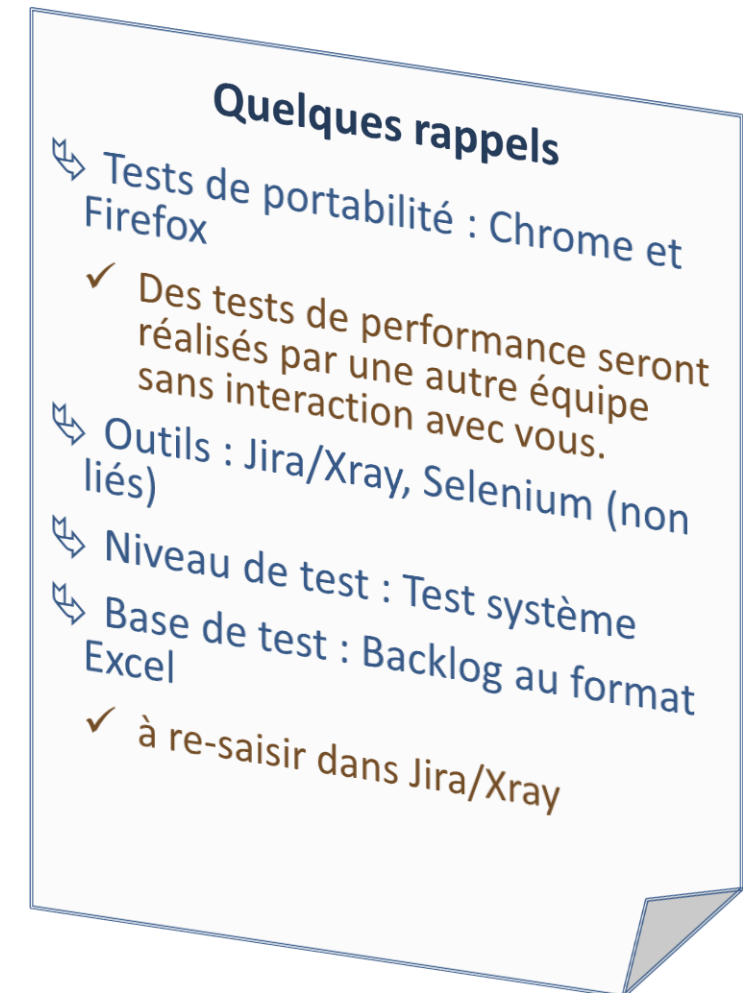 Quelques rappels
Tests de portabilité : Chrome et
Firefox
✓ Des tests de performance seront
réalisés par une autre équipe
sans interaction avec vous.
Outils : Jira/Xray, Selenium (non
liés)
Niveau de test : Test système
Base de test : Backlog au format
Excel
✓ à re-saisir dans Jira/Xray